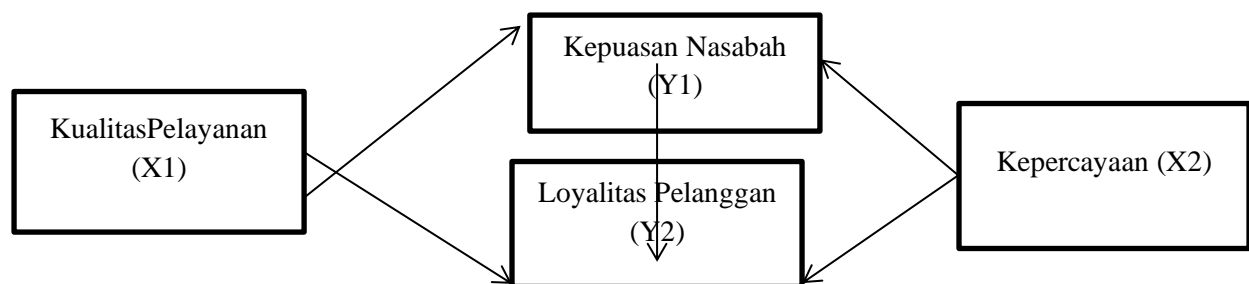 Kepuasan Nasabah
(Y1)
KualitasPelayanan
(X1)
Kepercayaan (X2)
Loyalitas Pelanggan
(Y2)